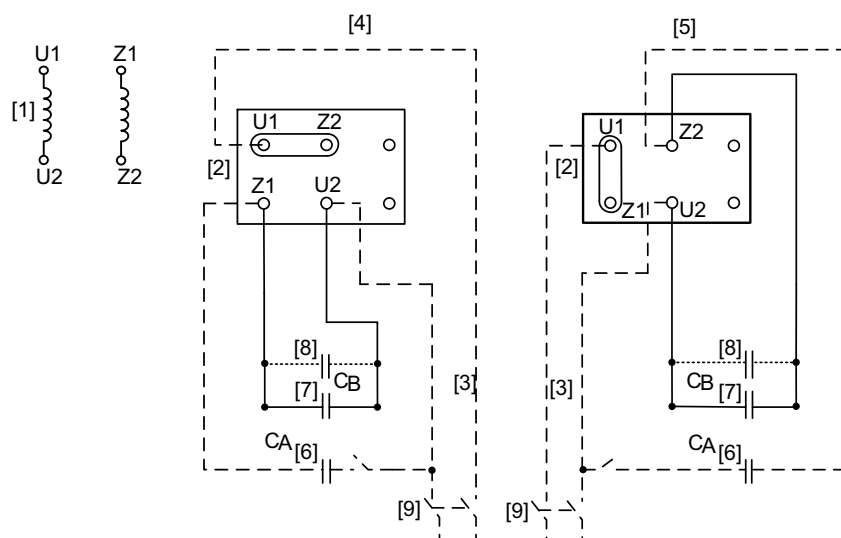 [4]
[5]
U1
Z1
[1]
U2
Z2
U1
Z2
[2]
Z1
U2
[8]
CB
[7]
[3]
CA
[6]
[9]
U1
Z2
[2]
Z1
U2
[8]
CB
[7]
[3]
CA
[6]
[9]